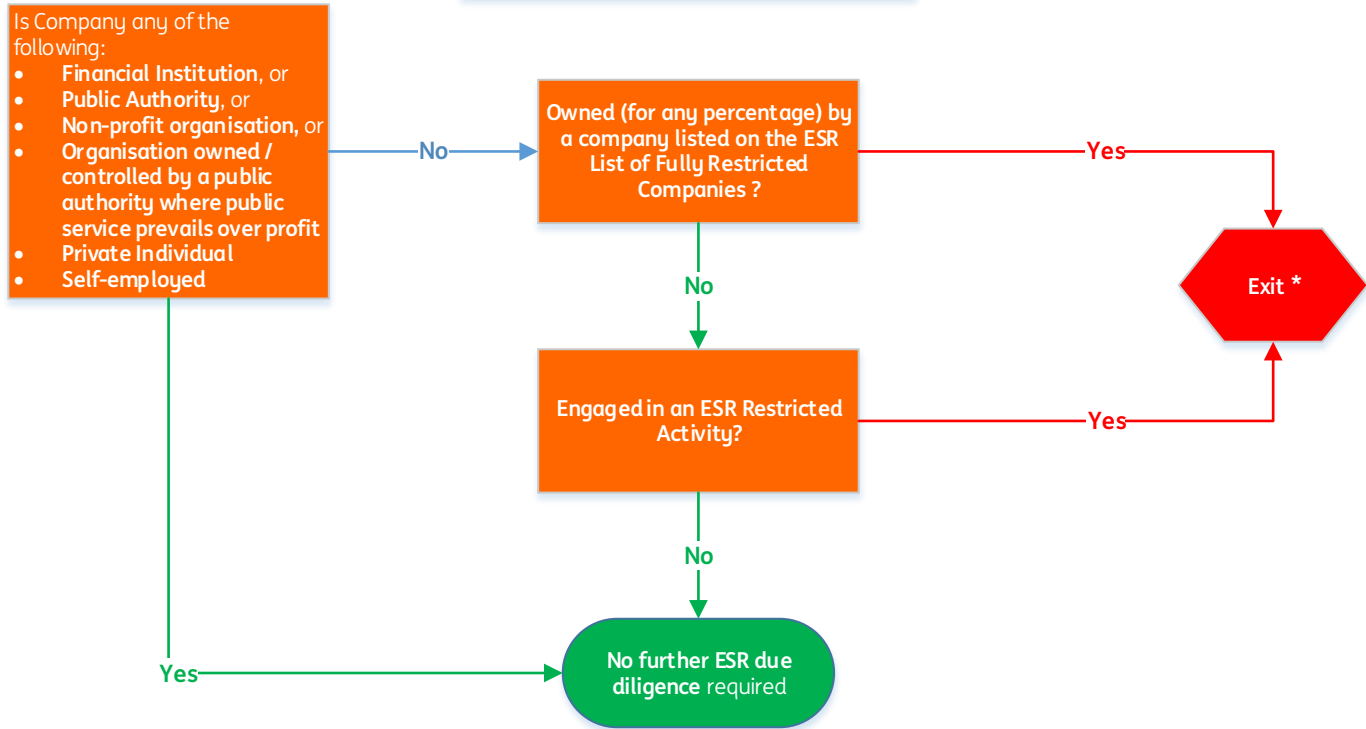 Is Company any of the
following:
• Financial Institution, or
• Public Authority, or
• Non-profit organisation, or
• Organisation owned /
controlled by a public
authority where public
service prevails over profit
• Private Individual
• Self-employed
No
Owned (for any percentage) by
a company listed on the ESR
List of Fully Restricted
Companies ?
Yes
Exit *
No
Engaged in an ESR Restricted
Activity?
Yes
No
Yes
No further ESR due
diligence required